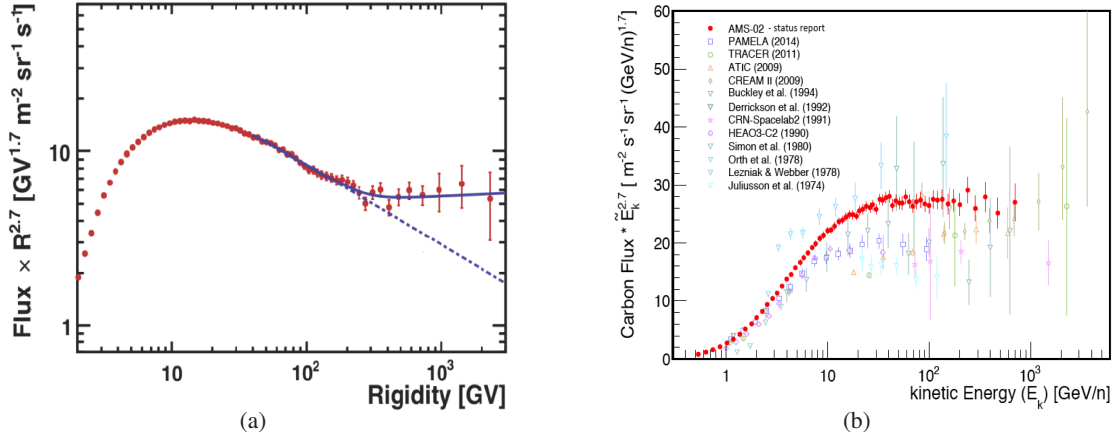 Flux × R^2.7 [GV^1.7 m^-2 sr^-1 s^-1]
10
1
10
10^2
10^3
Rigidity [GV]
(a)
Carbon Flux * Ẽ_k^2.7 [m^-2 s^-1 sr^-1 (GeV/n)^1.7]
60
50
40
30
20
10
0
AMS-02 - status report
PAMELA (2014)
TRACER (2011)
ATIC (2009)
CREAM II (2009)
Buckley et al. (1994)
Derrickson et al. (1992)
CRN-Spacelab2 (1991)
HEAO3-C2 (1990)
Simon et al. (1980)
Orth et al. (1978)
Lezniak & Webber (1978)
Juliusson et al. (1974)
1
10
10^2
10^3
kinetic Energy (E_k) [GeV/n]
(b)